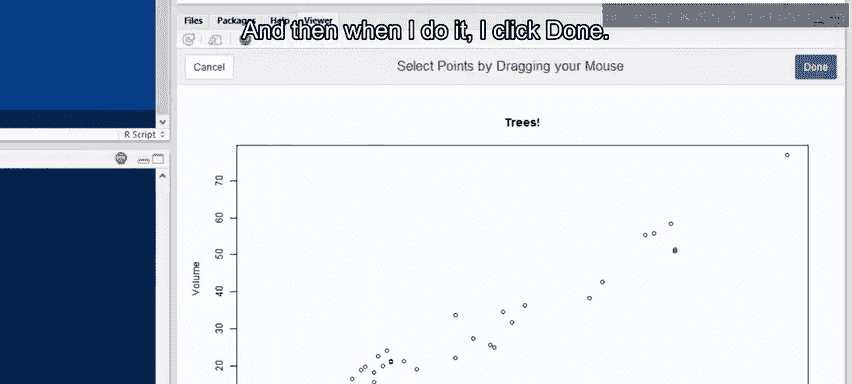 Files Packages Help Viewer
And then when I do it, I click Done.
Cancel
Select Points by Dragging your Mouse
Done
Trees!
R Script
70
60
50
40
30
20
Volume